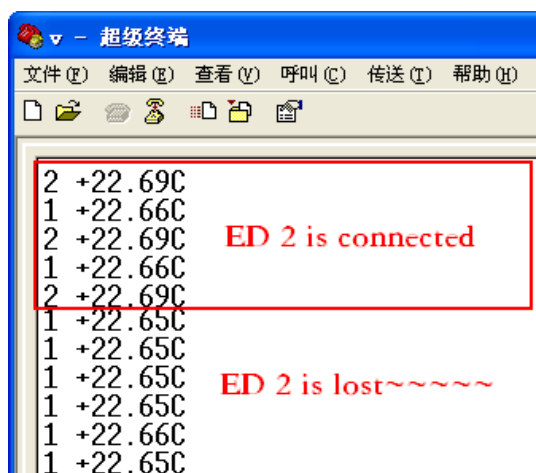 v - 超级终端
文件(F) 编辑(E) 查看(V) 呼叫(C) 传送(T) 帮助(H)
2 +22.69C
1 +22.66C
2 +22.69C
1 +22.66C
2 +22.69C
ED 2 is connected
1 +22.65C
1 +22.65C
1 +22.65C
1 +22.65C
1 +22.66C
1 +22.65C
ED 2 is lost~~~~~